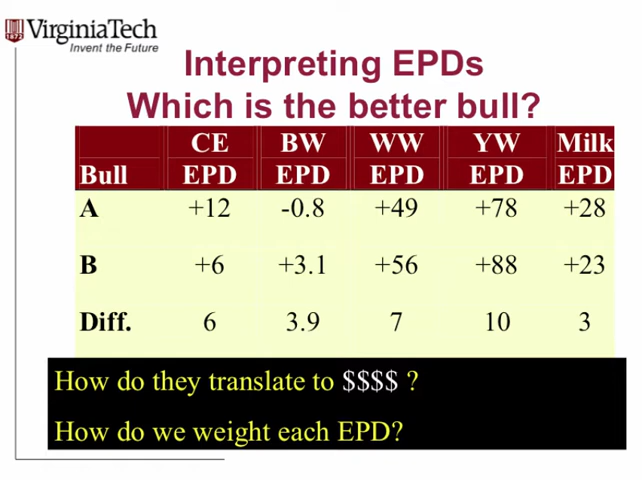 VirginiaTech
1872
Invent the Future
Interpreting EPDs
Which is the better bull?
Bull CE EPD BW EPD WW EPD YW EPD Milk EPD
A +12 -0.8 +49 +78 +28
B +6 +3.1 +56 +88 +23
Diff. 6 3.9 7 10 3
How do they translate to $$$$ ?
How do we weight each EPD?